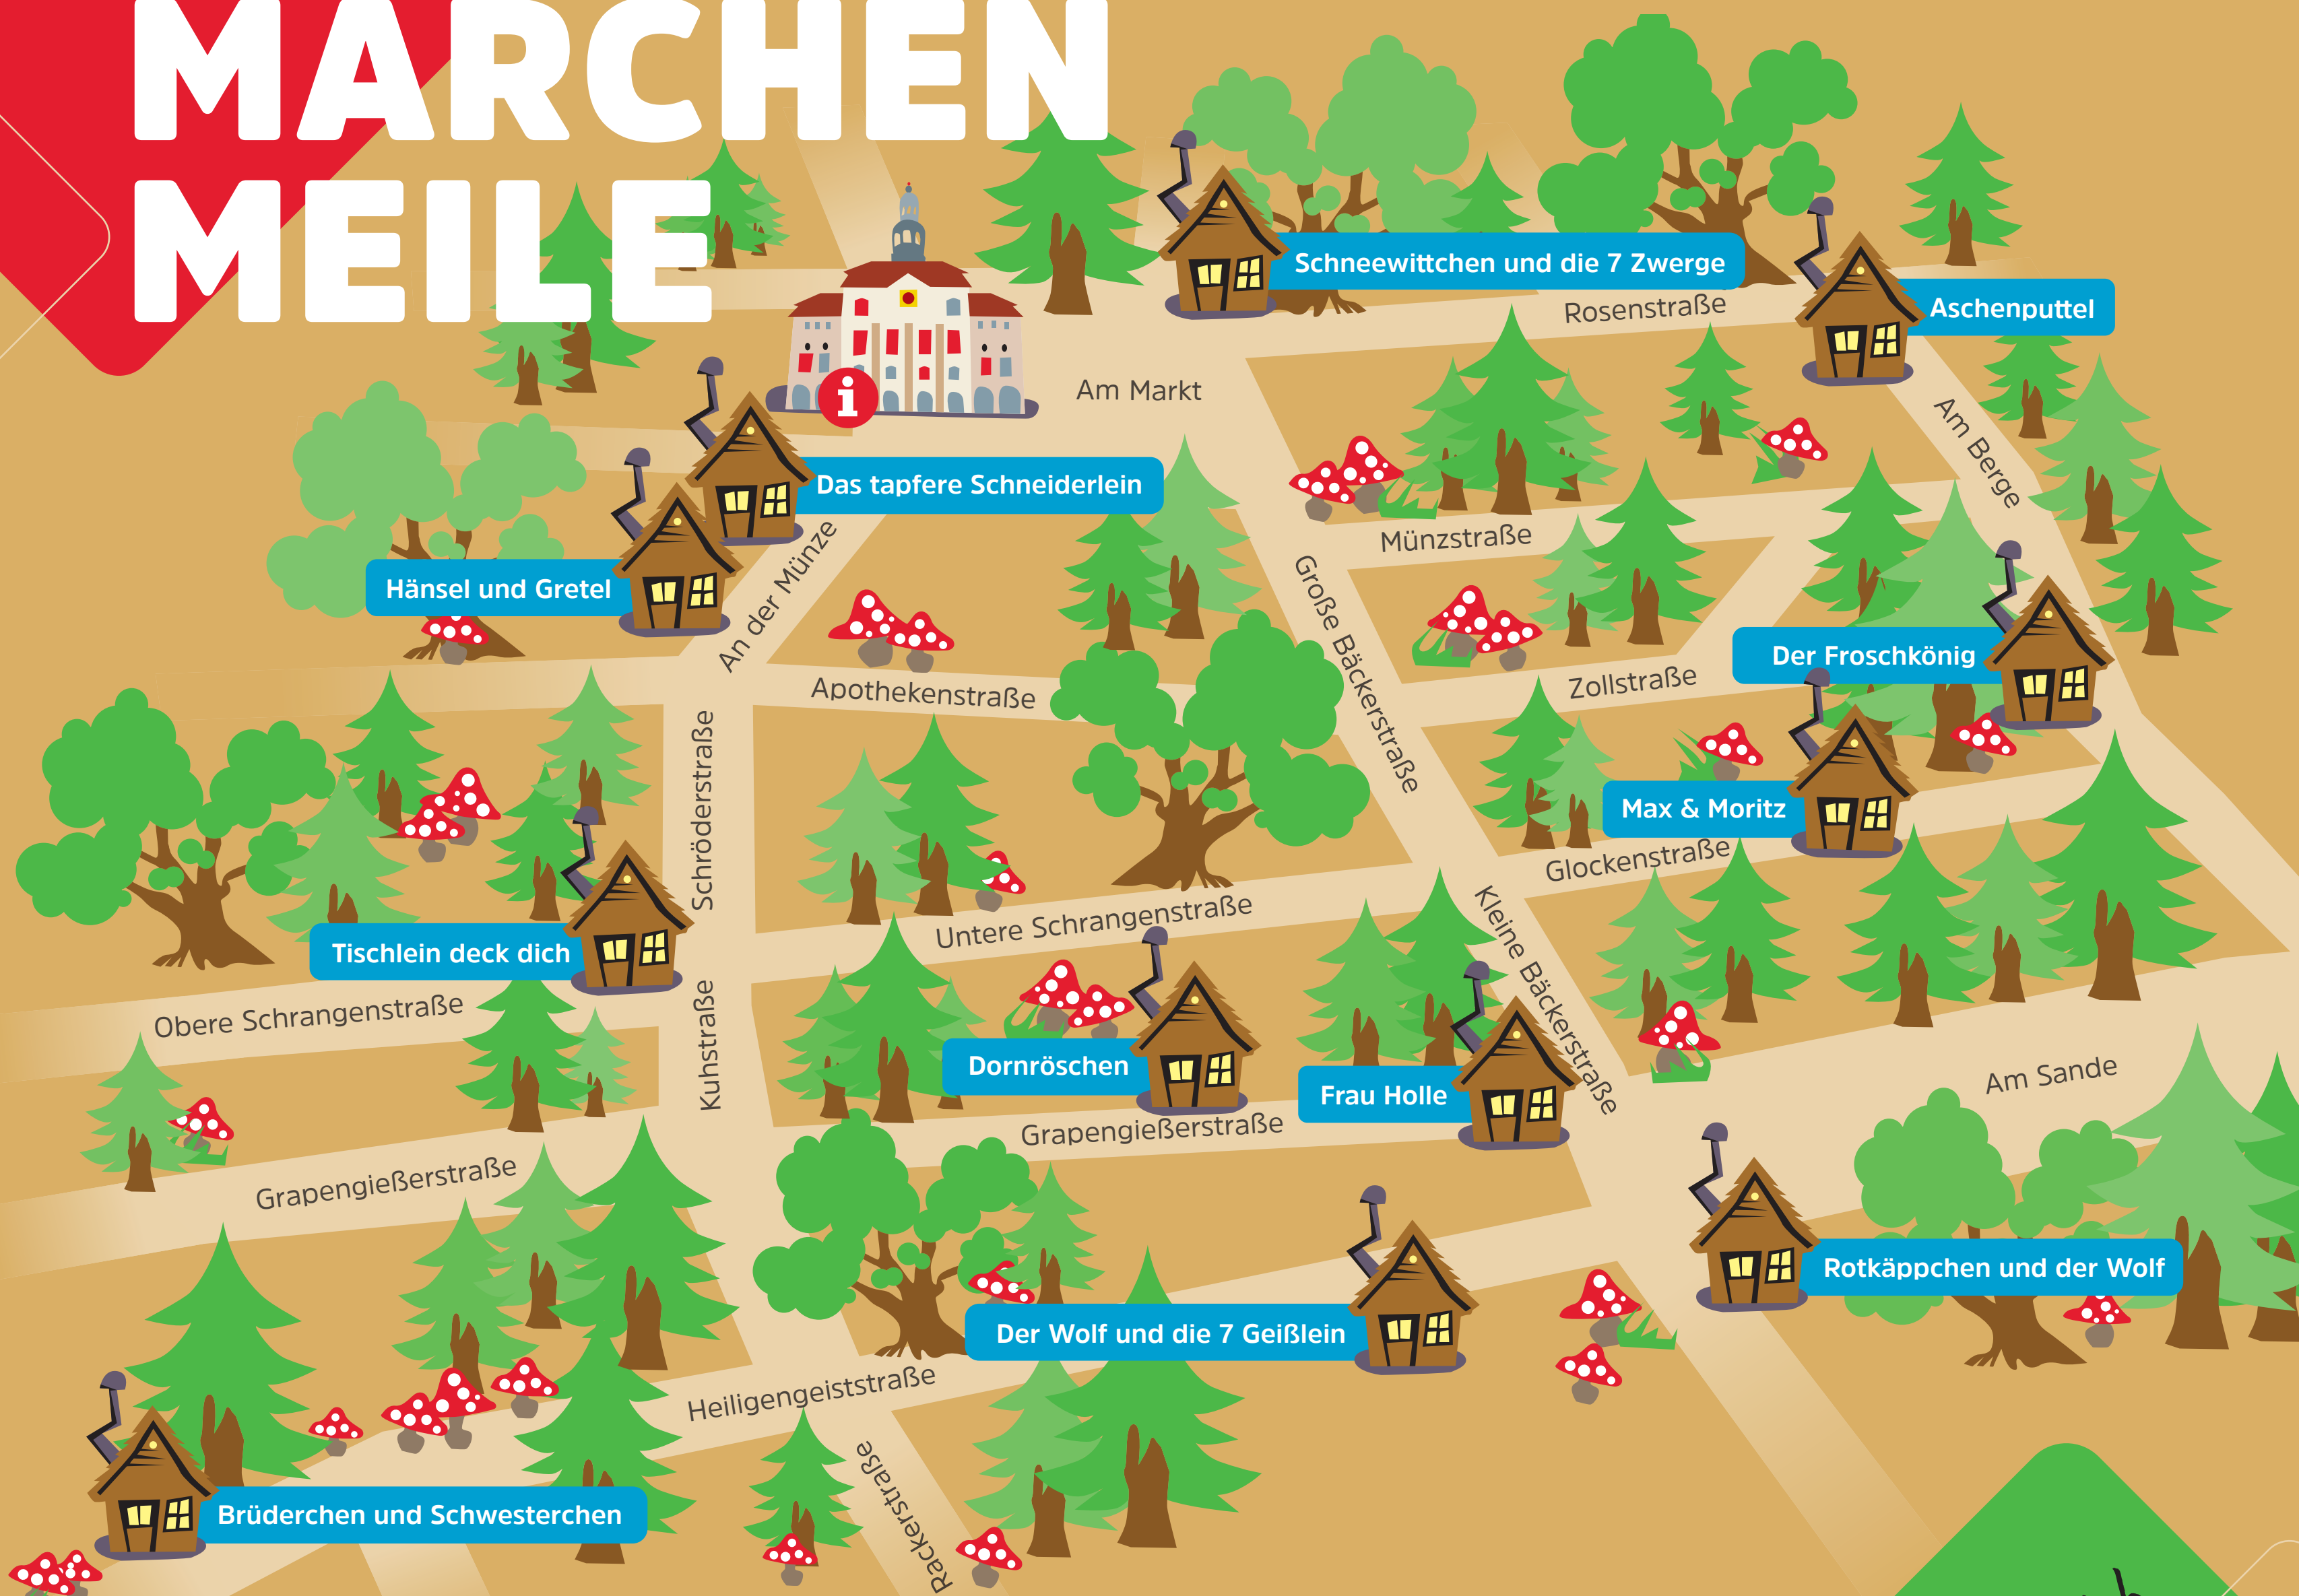 MÄRCHEN
MEILE
Schneewittchen und die 7 Zwerge
Rosenstraße
Aschenputtel
i
Am Markt
Am Berge
Das tapfere Schneiderlein
Münzstraße
Hänsel und Gretel
An der Münze
Große Bäckerstraße
Der Froschkönig
Apothekenstraße
Zollstraße
Schröderstraße
Max & Moritz
Glockenstraße
Untere Schrangenstraße
Kleine Bäckerstraße
Tischlein deck dich
Obere Schrangenstraße
Kuhstraße
Dornröschen
Frau Holle
Am Sande
Grapengießerstraße
Grapengießerstraße
Rotkäppchen und der Wolf
Der Wolf und die 7 Geißlein
Heiligengeiststraße
Rackerstraße
Brüderchen und Schwesterchen